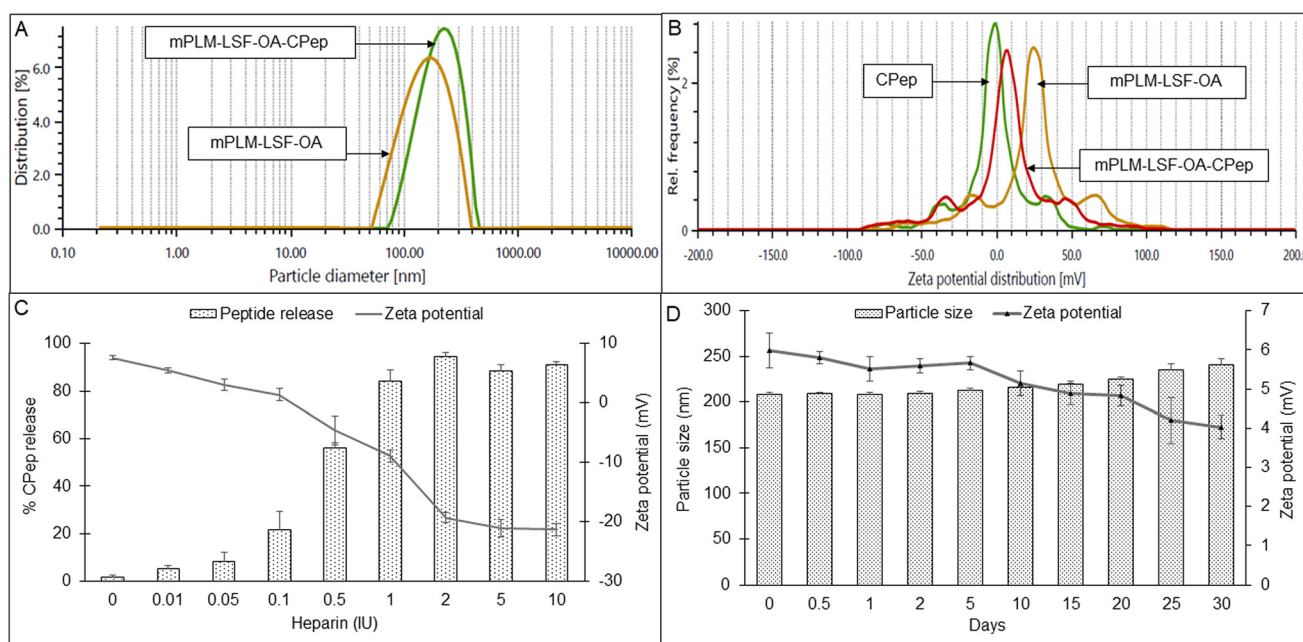 A
mPLM-LSF-OA-CPep
mPLM-LSF-OA
Distribution [%]
6.0
4.0
2.0
0.0
0.10 1.00 10.00 100.00 1000.00 10000.00
Particle diameter [nm]
B
CPep
mPLM-LSF-OA
mPLM-LSF-OA-CPep
Rel. frequency [%]
2
0
-200.0 -150.0 -100.0 -50.0 0.0 50.0 100.0 150.0 200.
Zeta potential distribution [mV]
C
Peptide release Zeta potential
% CPep release
100
80
60
40
20
0
10
0
-10
-20
-30
Zeta potential (mV)
0 0.01 0.05 0.1 0.5 1 2 5 10
Heparin (IU)
D
Particle size Zeta potential
Particle size (nm)
300
250
200
150
100
50
0
7
6
5
4
3
2
1
0
Zeta potential (mV)
0 0.5 1 2 5 10 15 20 25 30
Days